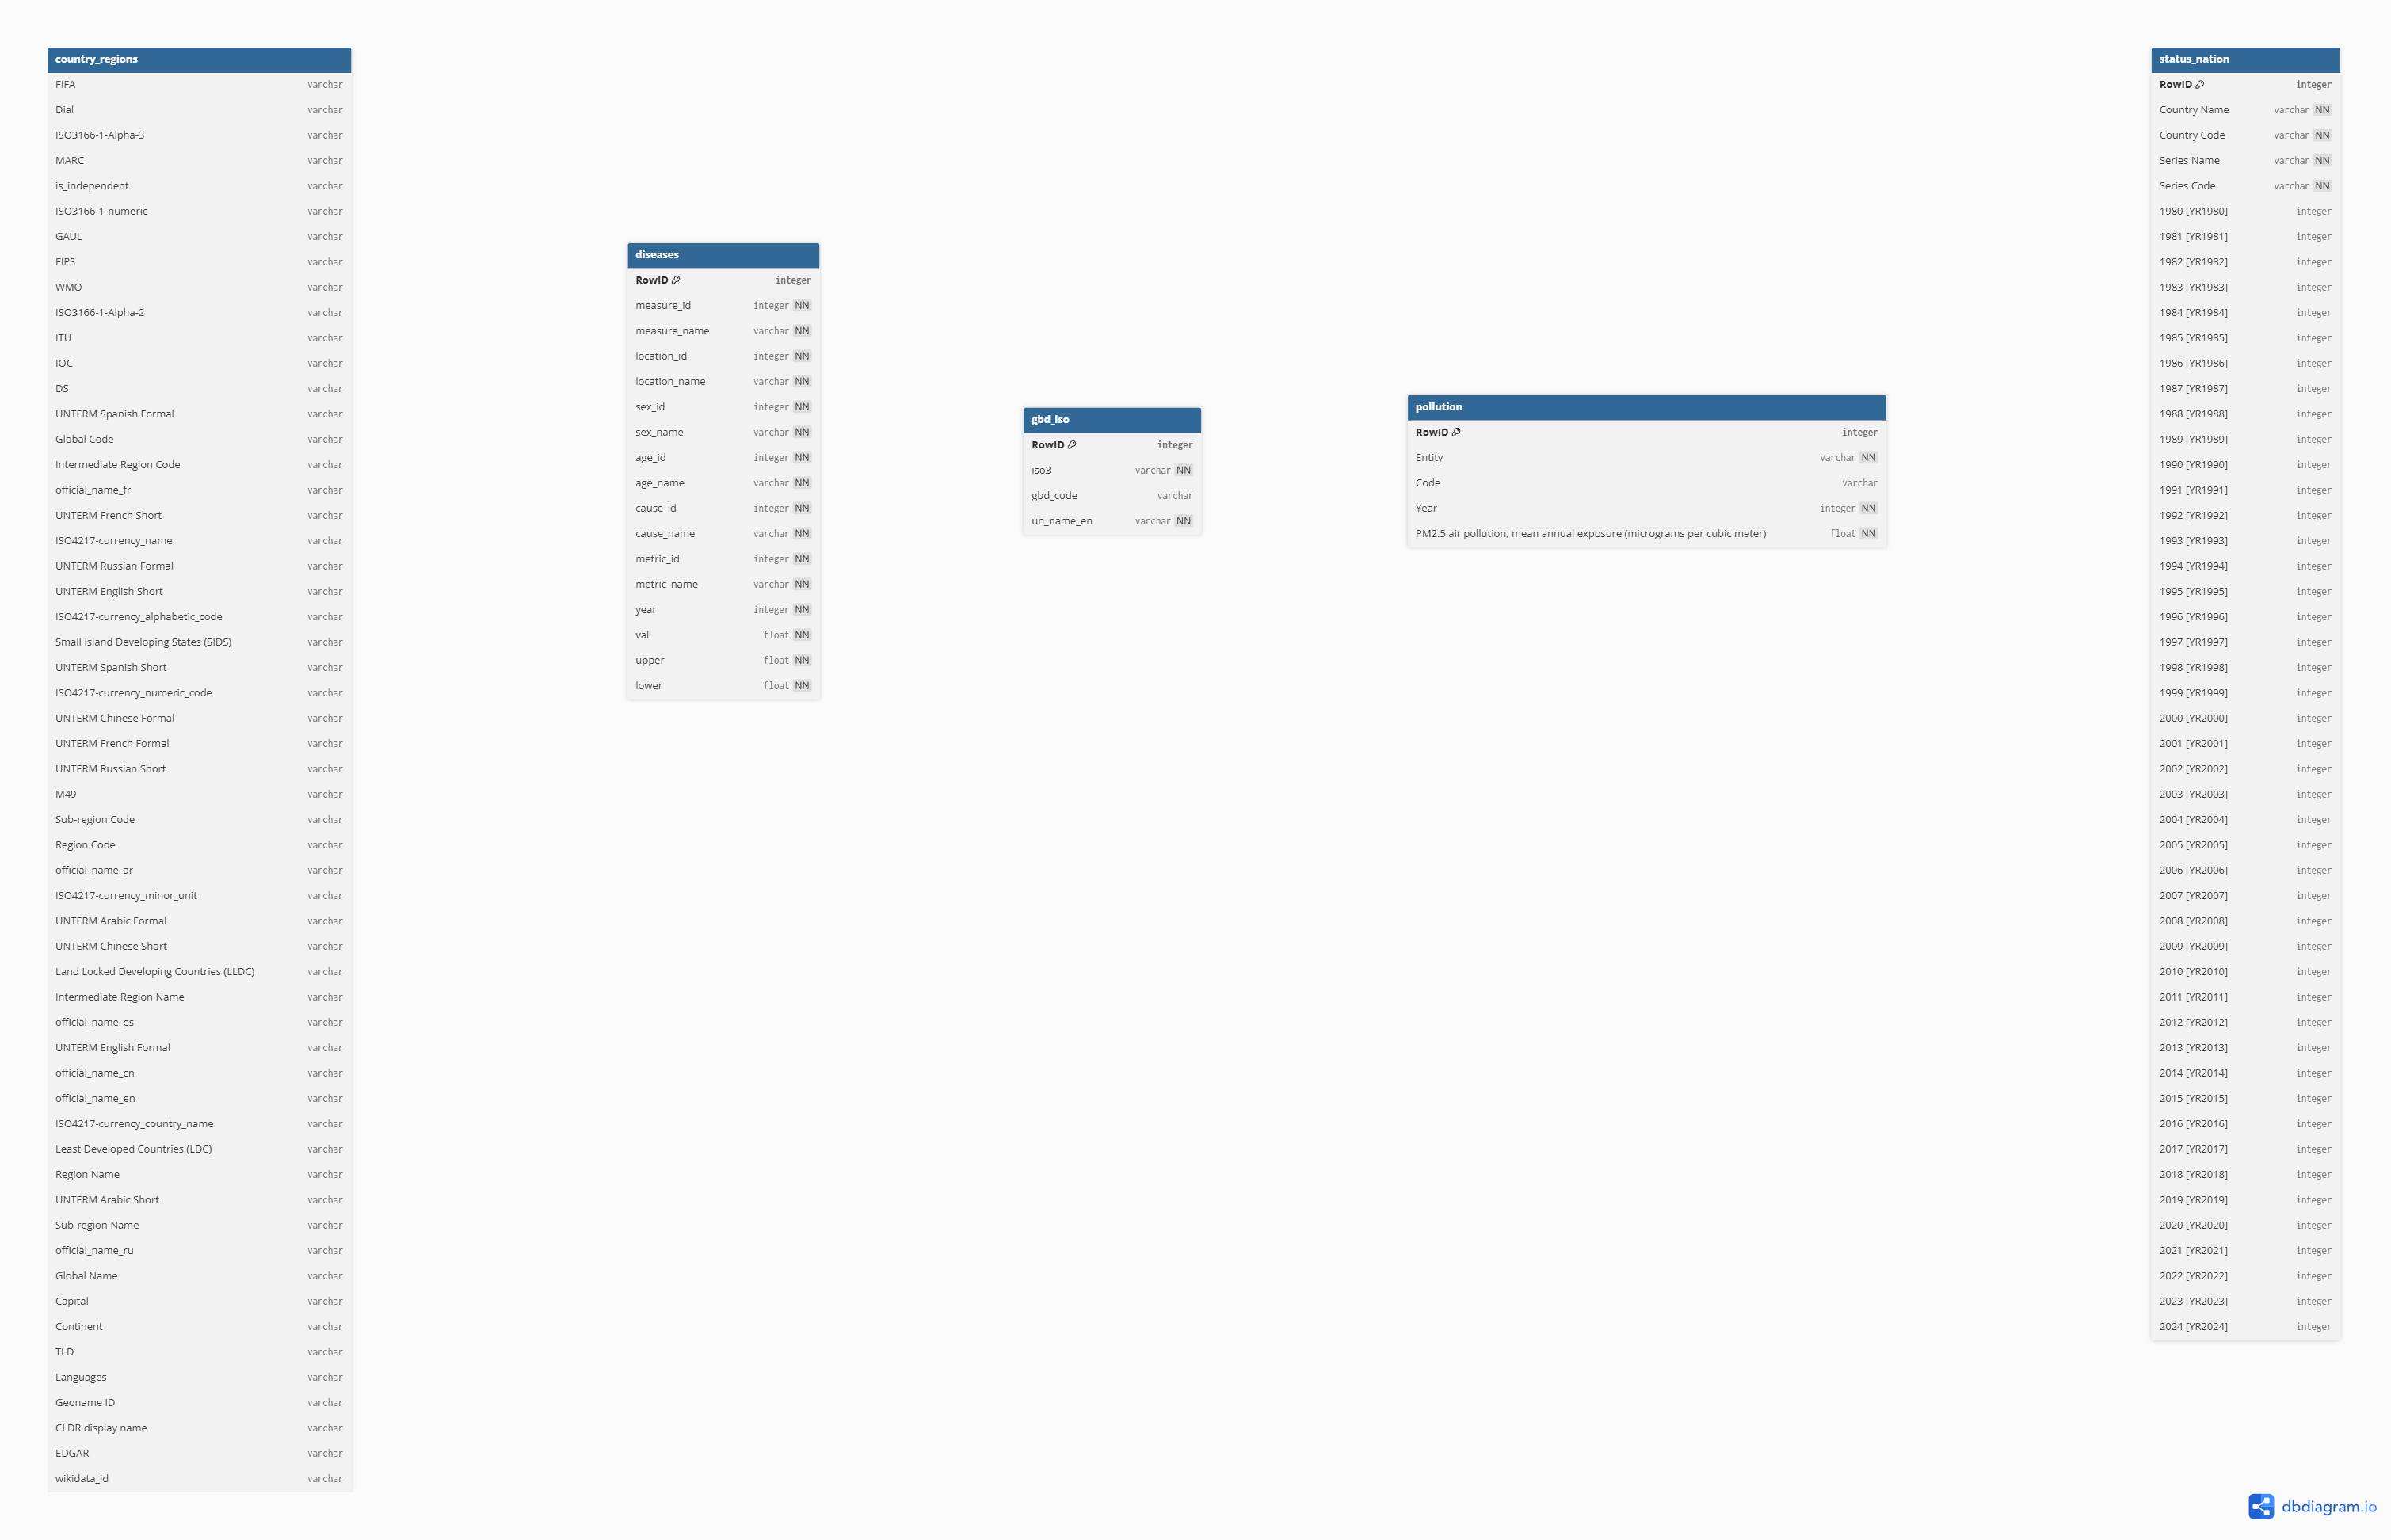 country_regions
FIFA varchar
Dial varchar
ISO3166-1-Alpha-3 varchar
MARC varchar
is_independent varchar
ISO3166-1-numeric varchar
GAUL varchar
FIPS varchar
WMO varchar
ISO3166-1-Alpha-2 varchar
ITU varchar
IOC varchar
DS varchar
UNTERM Spanish Formal varchar
Global Code varchar
Intermediate Region Code varchar
official_name_fr varchar
UNTERM French Short varchar
ISO4217-currency_name varchar
UNTERM Russian Formal varchar
UNTERM English Short varchar
ISO4217-currency_alphabetic_code varchar
Small Island Developing States (SIDS) varchar
UNTERM Spanish Short varchar
ISO4217-currency_numeric_code varchar
UNTERM Chinese Formal varchar
UNTERM French Formal varchar
UNTERM Russian Short varchar
M49 varchar
Sub-region Code varchar
Region Code varchar
official_name_ar varchar
ISO4217-currency_minor_unit varchar
UNTERM Arabic Formal varchar
UNTERM Chinese Short varchar
Land Locked Developing Countries (LLDC) varchar
Intermediate Region Name varchar
official_name_es varchar
UNTERM English Formal varchar
official_name_cn varchar
official_name_en varchar
ISO4217-currency_country_name varchar
Least Developed Countries (LDC) varchar
Region Name varchar
UNTERM Arabic Short varchar
Sub-region Name varchar
official_name_ru varchar
Global Name varchar
Capital varchar
Continent varchar
TLD varchar
Languages varchar
Geoname ID varchar
CLDR display name varchar
EDGAR varchar
wikidata_id varchar
diseases
RowID integer
measure_id integer NN
measure_name varchar NN
location_id integer NN
location_name varchar NN
sex_id integer NN
sex_name varchar NN
age_id integer NN
age_name varchar NN
cause_id integer NN
cause_name varchar NN
metric_id integer NN
metric_name varchar NN
year integer NN
val float NN
upper float NN
lower float NN
gbd_iso
RowID integer
iso3 varchar NN
gbd_code varchar
un_name_en varchar NN
pollution
RowID integer
Entity varchar NN
Code varchar
Year integer NN
PM2.5 air pollution, mean annual exposure (micrograms per cubic meter) float NN
status_nation
RowID integer
Country Name varchar NN
Country Code varchar NN
Series Name varchar NN
Series Code varchar NN
1980 [YR1980] integer
1981 [YR1981] integer
1982 [YR1982] integer
1983 [YR1983] integer
1984 [YR1984] integer
1985 [YR1985] integer
1986 [YR1986] integer
1987 [YR1987] integer
1988 [YR1988] integer
1989 [YR1989] integer
1990 [YR1990] integer
1991 [YR1991] integer
1992 [YR1992] integer
1993 [YR1993] integer
1994 [YR1994] integer
1995 [YR1995] integer
1996 [YR1996] integer
1997 [YR1997] integer
1998 [YR1998] integer
1999 [YR1999] integer
2000 [YR2000] integer
2001 [YR2001] integer
2002 [YR2002] integer
2003 [YR2003] integer
2004 [YR2004] integer
2005 [YR2005] integer
2006 [YR2006] integer
2007 [YR2007] integer
2008 [YR2008] integer
2009 [YR2009] integer
2010 [YR2010] integer
2011 [YR2011] integer
2012 [YR2012] integer
2013 [YR2013] integer
2014 [YR2014] integer
2015 [YR2015] integer
2016 [YR2016] integer
2017 [YR2017] integer
2018 [YR2018] integer
2019 [YR2019] integer
2020 [YR2020] integer
2021 [YR2021] integer
2022 [YR2022] integer
2023 [YR2023] integer
2024 [YR2024] integer
dbdiagram.io